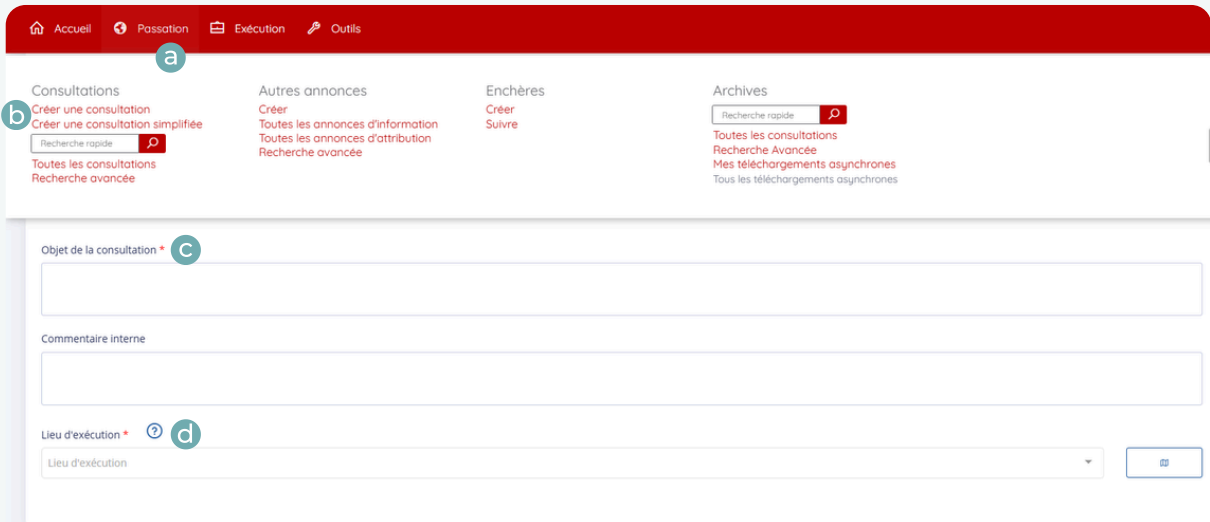 Accueil Passation Exécution Outils
a
Consultations
b
Créer une consultation
Créer une consultation simplifiée
Recherche rapide
Toutes les consultations
Recherche avancée
Autres annonces
Créer
Toutes les annonces d'information
Toutes les annonces d'attribution
Recherche avancée
Enchères
Créer
Suivre
Archives
Recherche rapide
Toutes les consultations
Recherche Avancée
Mes téléchargements asynchrones
Tous les téléchargements asynchrones
Objet de la consultation * c
Commentaire interne
Lieu d'exécution * ? d
Lieu d'exécution